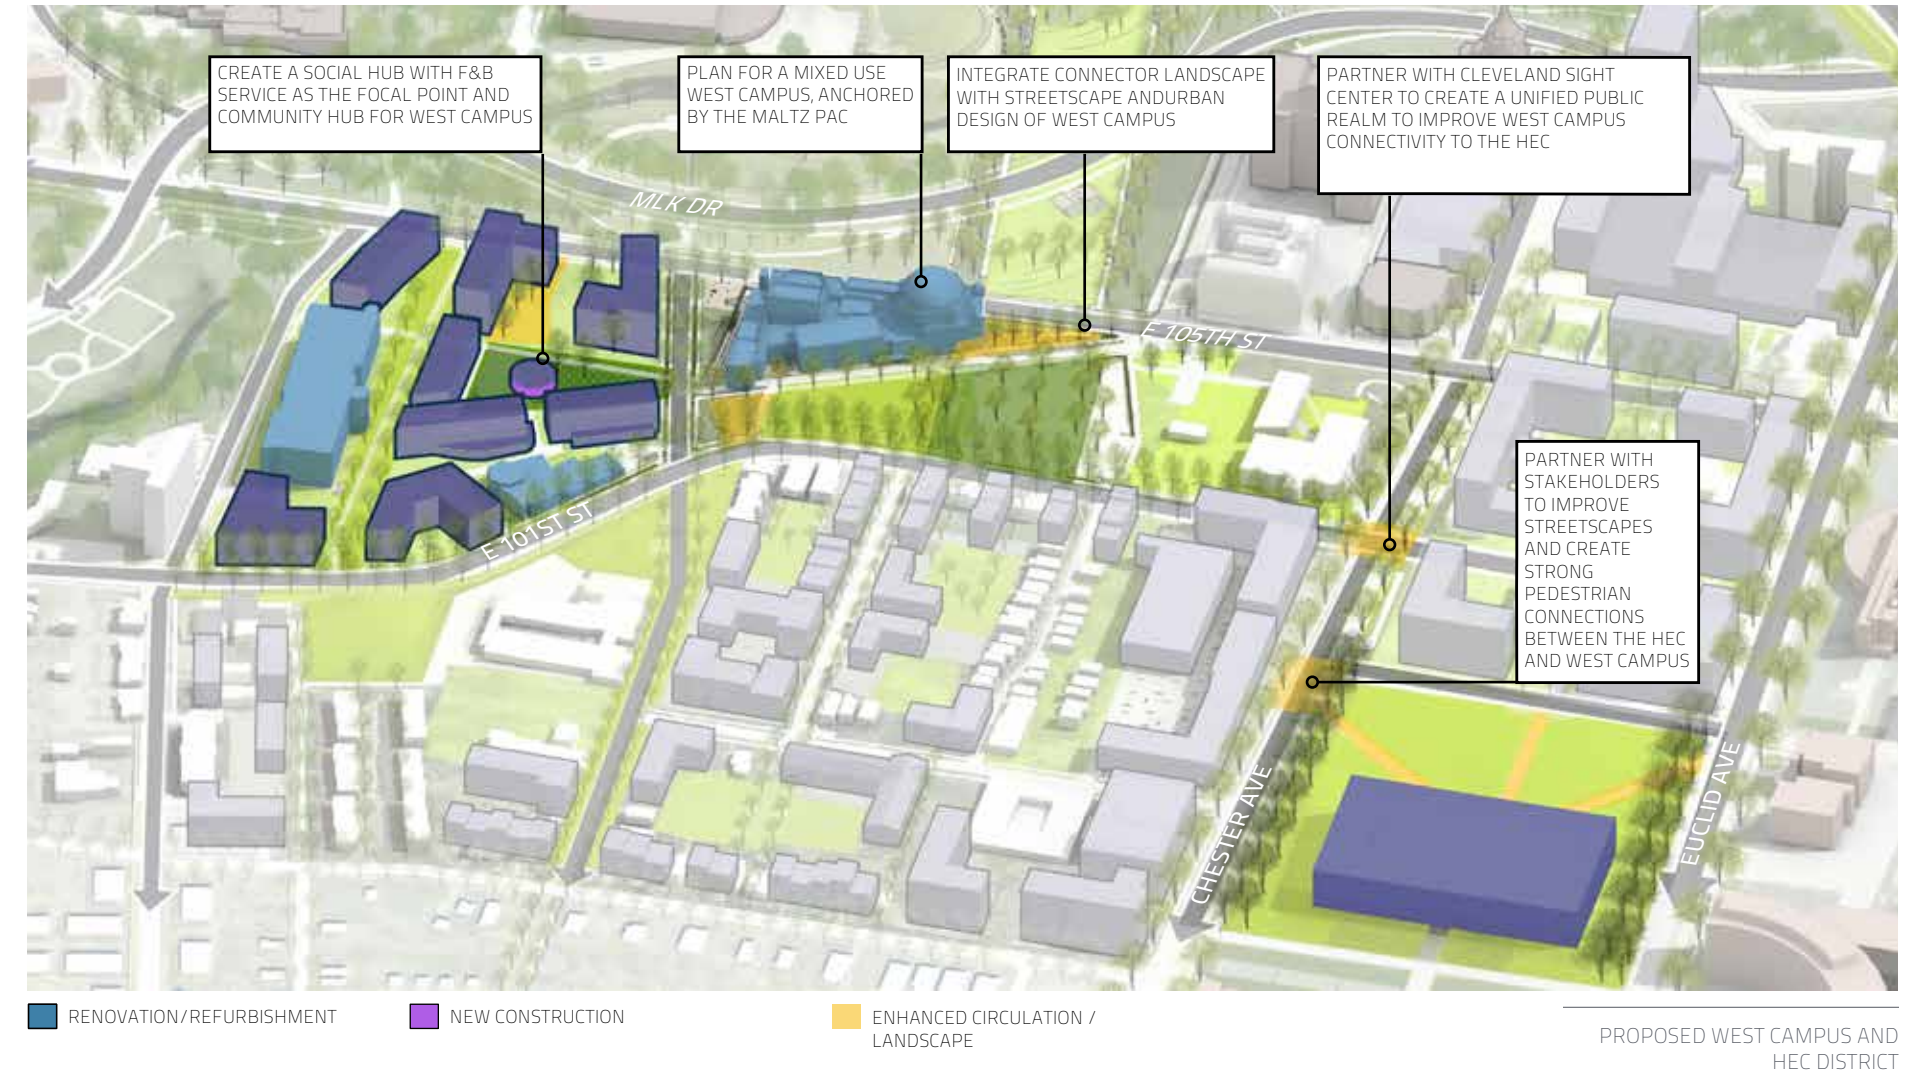 CREATE A SOCIAL HUB WITH F&B
SERVICE AS THE FOCAL POINT AND
COMMUNITY HUB FOR WEST CAMPUS
PLAN FOR A MIXED USE
WEST CAMPUS, ANCHORED
BY THE MALTZ PAC
INTEGRATE CONNECTOR LANDSCAPE
WITH STREETSCAPE ANDURBAN
DESIGN OF WEST CAMPUS
PARTNER WITH CLEVELAND SIGHT
CENTER TO CREATE A UNIFIED PUBLIC
REALM TO IMPROVE WEST CAMPUS
CONNECTIVITY TO THE HEC
MLK DR
E 105TH ST
PARTNER WITH
STAKEHOLDERS
TO IMPROVE
STREETSCAPES
AND CREATE
STRONG
PEDESTRIAN
CONNECTIONS
BETWEEN THE HEC
AND WEST CAMPUS
E 101ST ST
CHESTER AVE
EUCLID AVE
RENOVATION/REFURBISHMENT
NEW CONSTRUCTION
ENHANCED CIRCULATION /
LANDSCAPE
PROPOSED WEST CAMPUS AND
HEC DISTRICT